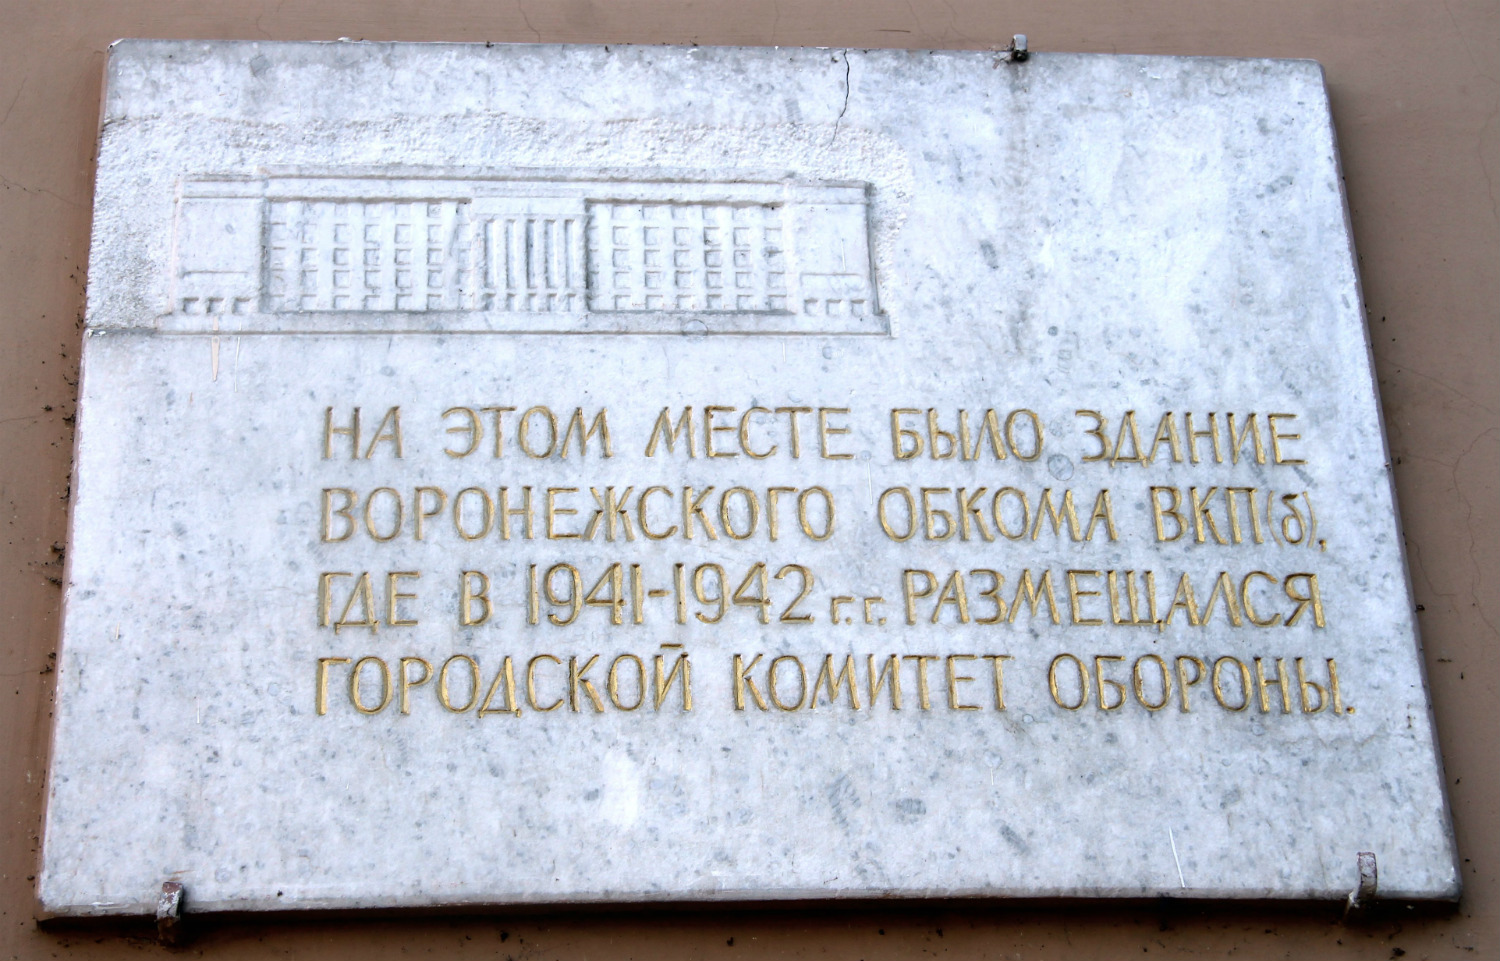 НА ЭТОМ МЕСТЕ БЫЛО ЗДАНИЕ
ВОРОНЕЖСКОГО ОБКОМА ВКП(б),
ГДЕ В 1941-1942 г.г. РАЗМЕЩАЛСЯ
ГОРОДСКОЙ КОМИТЕТ ОБОРОНЫ.